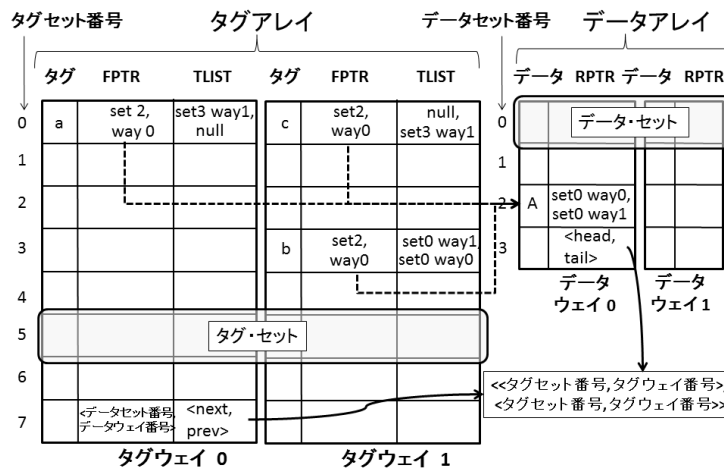 タグセット番号 タグアレイ データセット番号 データアレイ
タグ FPTR TLIST タグ FPTR TLIST データ RPTR データ RPTR
0 a set 2, way 0 set3 way1, null c set2, way0 null, set3 way1 0 データ・セット
1 1
2 2 A set0 way0, set0 way1
3 b set2, way0 set0 way1, set0 way0 3 <head, tail>
4 データウェイ 0 データウェイ 1
5 タグ・セット
6
<<タグセット番号,タグウェイ番号>,
<タグセット番号,タグウェイ番号>>
7 <データセット番号, データウェイ番号> <next, prev>
タグウェイ 0 タグウェイ 1